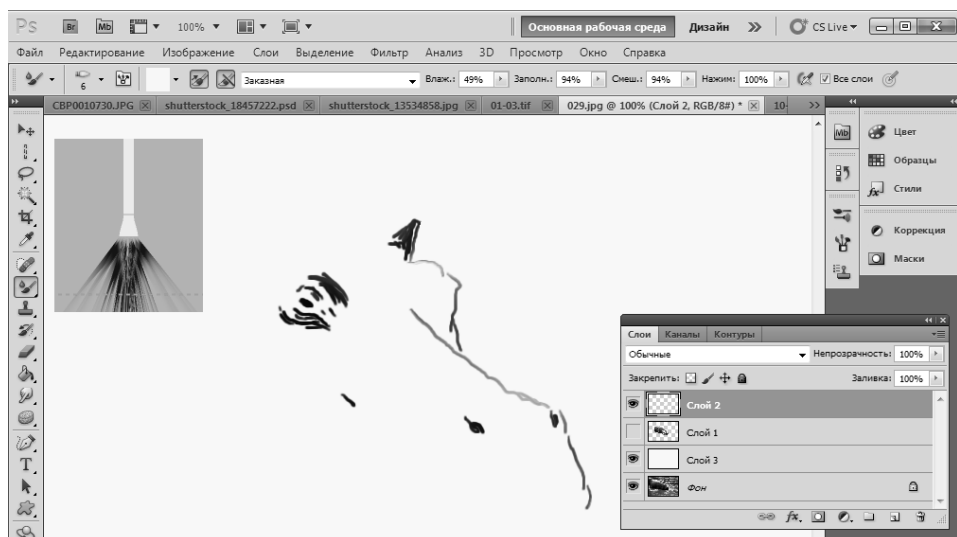 Ps Br Mb 100% Основная рабочая среда Дизайн >> CS Live
Файл Редактирование Изображение Слои Выделение Фильтр Анализ 3D Просмотр Окно Справка
6 Заказная Влаж.: 49% Заполн.: 94% Смеш.: 94% Нажим: 100% Все слои
CBP0010730.JPG shutterstock_18457222.psd shutterstock_13534858.jpg 01-03.tif 029.jpg @ 100% (Слой 2, RGB/8#) * 10- >>
Mb Цвет
Образцы
Стили
Коррекция
Маски
Слои Каналы Контуры
Обычные Непрозрачность: 100%
Закрепить: Заливка: 100%
Слой 2
Слой 1
Слой 3
Фон
fx.
T